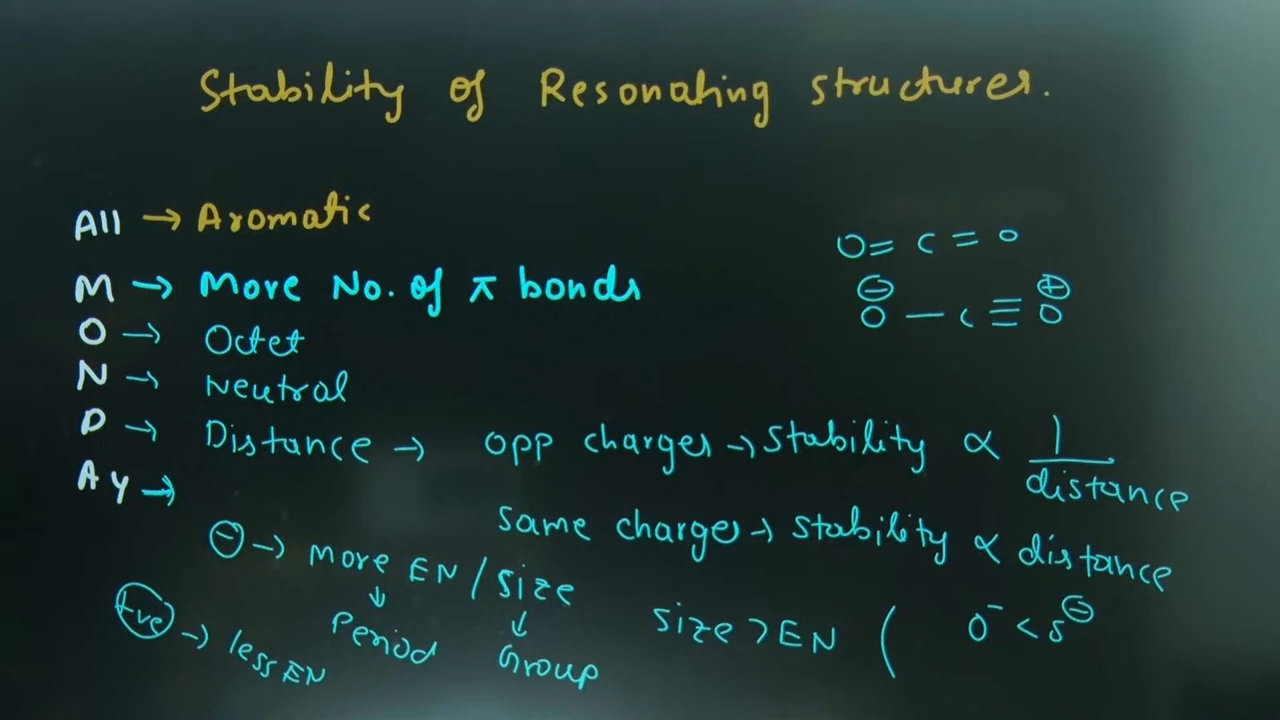 Stability of Resonating structures.
All → Aromatic
M → More No. of π bonds
O → Octet
N → Neutral
D → Distance → opp charges → stability ∝ 1/distance
same charge → stability ∝ distance
Ay →
⊖ → more EN / size
↓ Period ↓ Group
+ve → less EN
size > EN ( O⁻ < S⊖
O = C = O
⊖ ⊕
O — C ≡ O